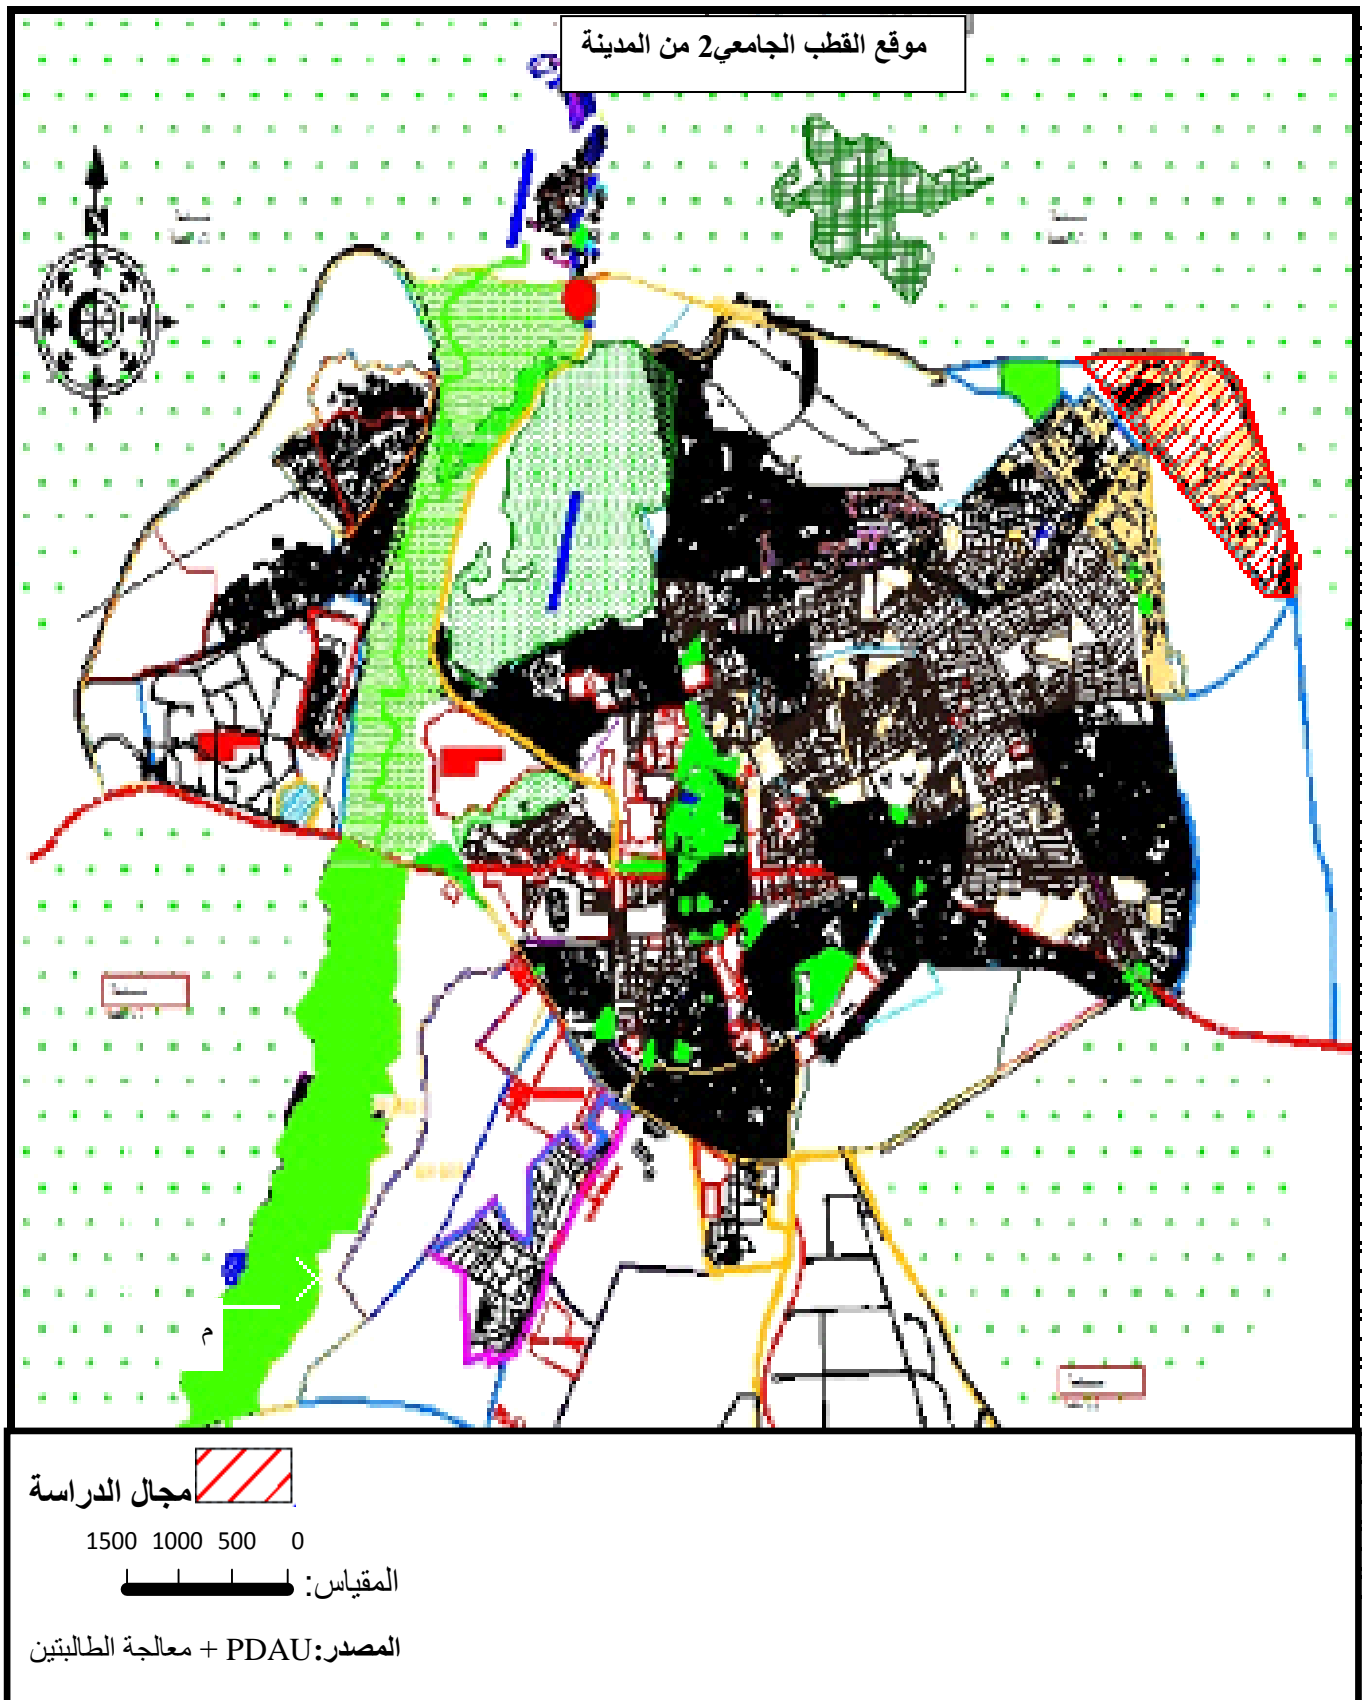 موقع القطب الجامعي2 من المدينة
N
م
مجال الدراسة
1500 1000 500 0
المقياس:
المصدر:PDAU + معالجة الطالبتين